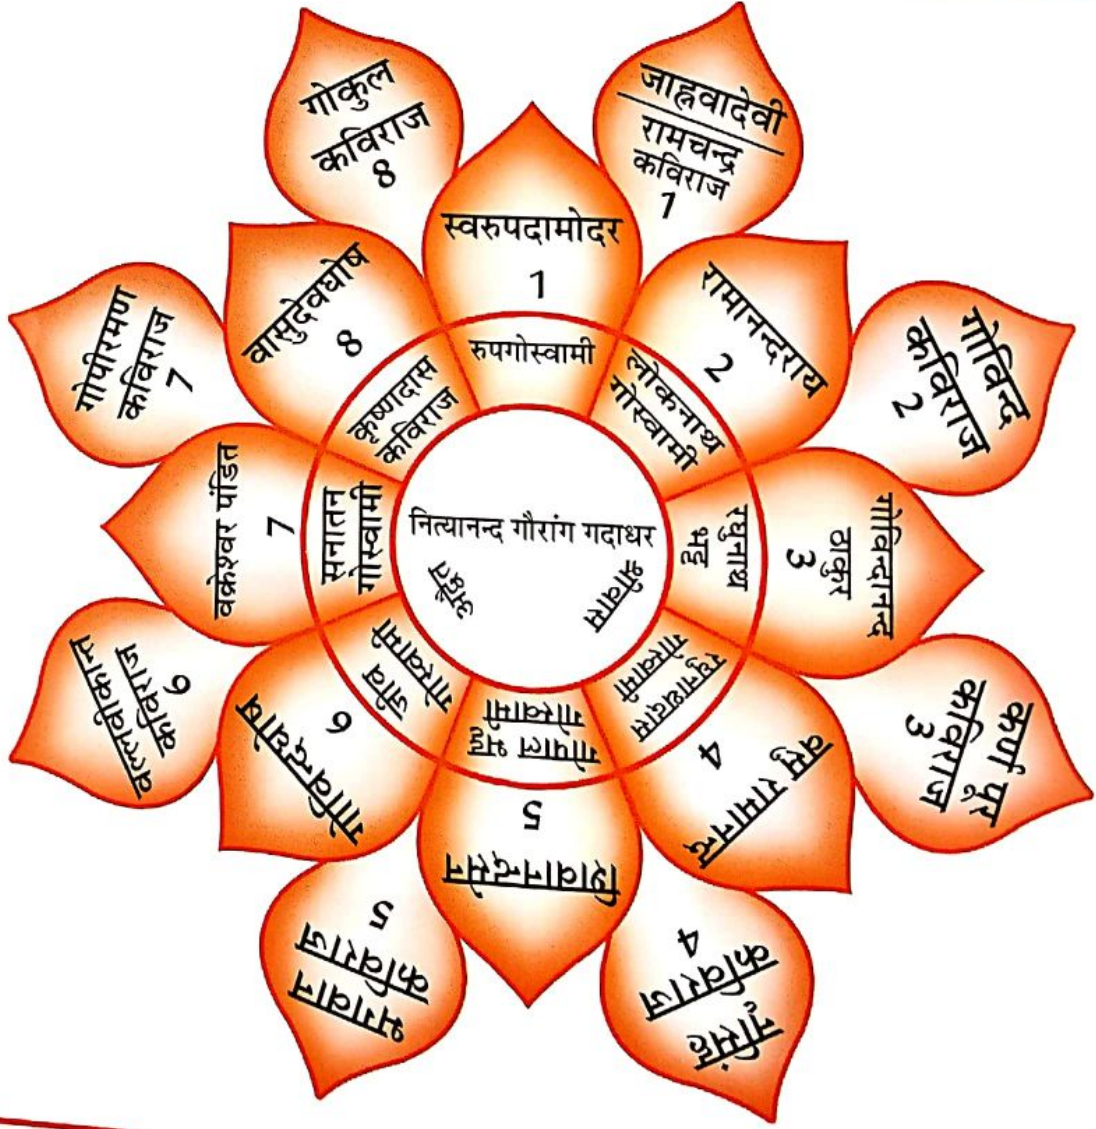 नित्यानन्द गौरांग गदाधर
अद्वैत
श्रीवास
रुपगोस्वामी
लोकनाथ
गोस्वामी
रघुनाथ
भट्ट
रघुनाथदास
गोस्वामी
गोपाल भट्ट
गोस्वामी
जीव
गोस्वामी
सनातन
गोस्वामी
कृष्णदास
कविराज
स्वरुपदामोदर
1
रामानन्दराय
2
गोविन्दानन्द
ठाकुर
3
वसु रामानन्द
4
शिवानन्दसेन
5
गोविन्दघोष
6
वक्रेश्वर पंडित
7
वासुदेवघोष
8
जाह्नवादेवी
रामचन्द्र
कविराज
1
गोविन्द
कविराज
2
कर्ण पूर
कविराज
3
नृसिंह
कविराज
4
भगवान
कविराज
5
वल्लवीकान्त
कविराज
6
गोपीरमण
कविराज
7
गोकुल
कविराज
8